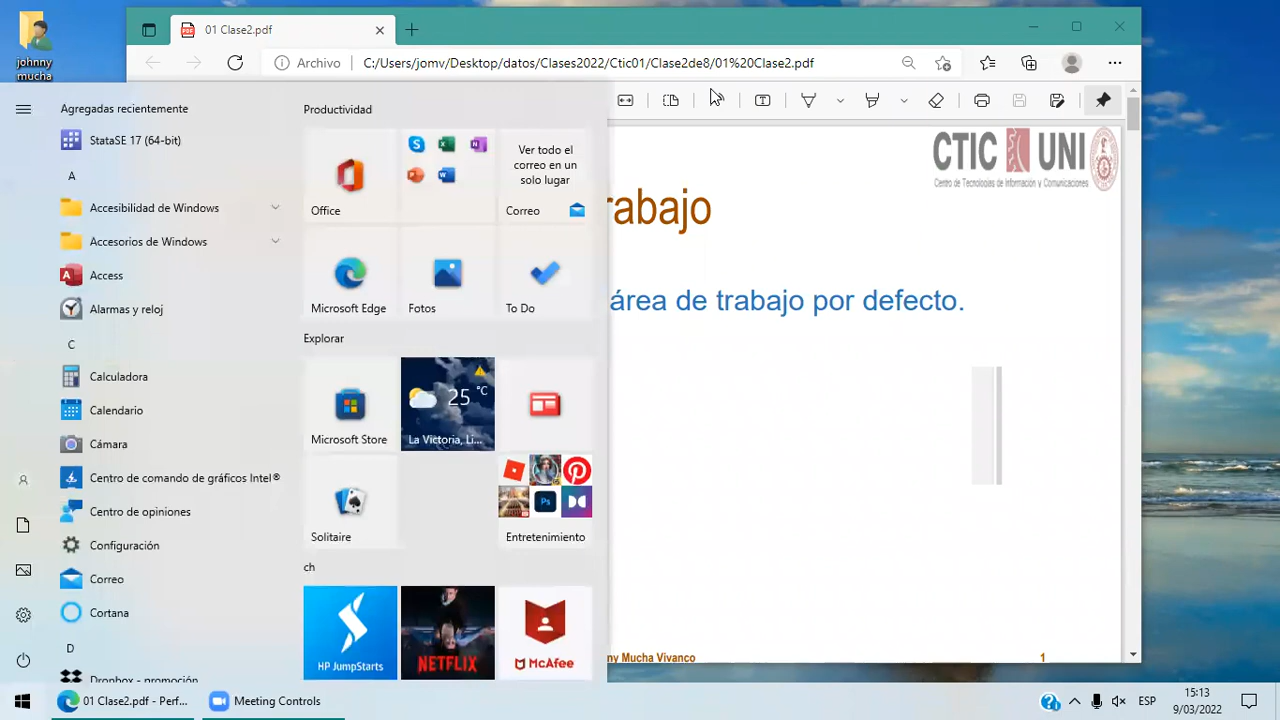 johnny
mucha
01 Clase2.pdf
Archivo
C:/Users/jomv/Desktop/datos/Clases2022/Ctic01/Clase2de8/01%20Clase2.pdf
Agregadas recientemente
StataSE 17 (64-bit)
A
Accesibilidad de Windows
Accesorios de Windows
Access
Alarmas y reloj
C
Calculadora
Calendario
Cámara
Centro de comando de gráficos Intel®
Centro de opiniones
Configuración
Correo
Cortana
D
Dropbox - promoción
Productividad
Office
Ver todo el
correo en un
solo lugar
Correo
Microsoft Edge
Fotos
To Do
Explorar
Microsoft Store
25 °C
La Victoria, Li...
Solitaire
Ps
Entretenimiento
ch
HP JumpStarts
NETFLIX
McAfee
CTIC UNI
Centro de Tecnologías de Información y Comunicaciones
rabajo
área de trabajo por defecto.
ny Mucha Vivanco
1
01 Clase2.pdf - Perf...
Meeting Controls
ESP
15:13
9/03/2022